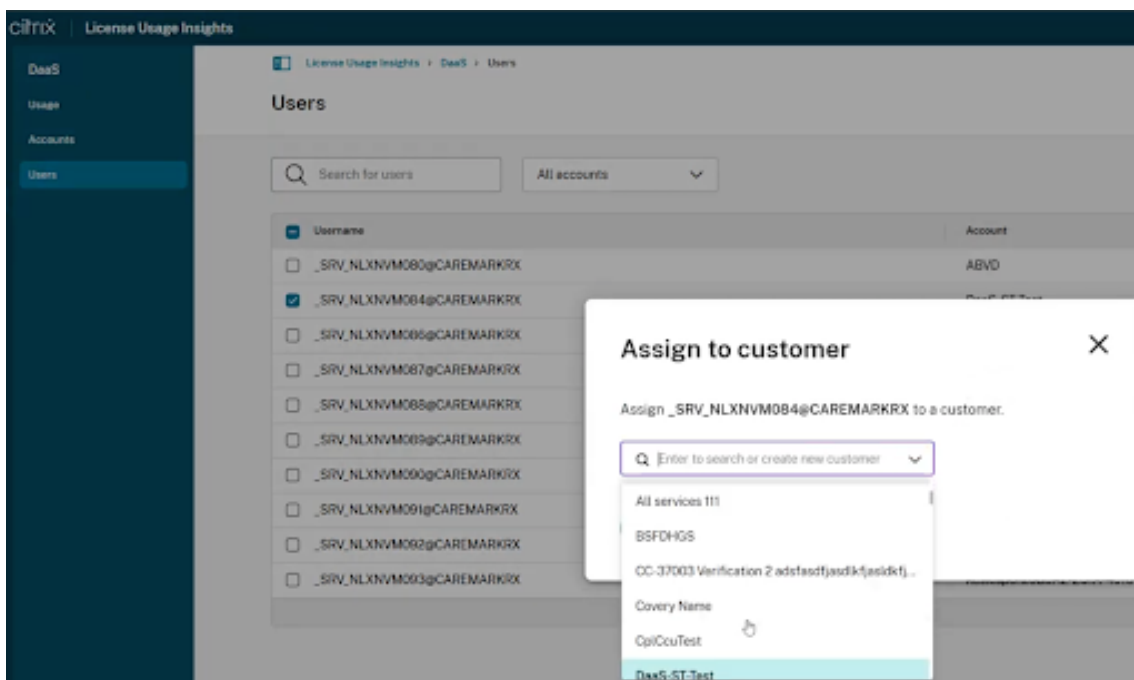 citrix License Usage Insights
DaaS
Usage
Accounts
Users
License Usage Insights › DaaS › Users
Users
Search for users
All accounts
Username Account
_SRV_NLXNVM080@CAREMARKRX ABVD
_SRV_NLXNVM084@CAREMARKRX DaaS-ST-Test
_SRV_NLXNVM086@CAREMARKRX
_SRV_NLXNVM087@CAREMARKRX
_SRV_NLXNVM088@CAREMARKRX
_SRV_NLXNVM089@CAREMARKRX
_SRV_NLXNVM090@CAREMARKRX
_SRV_NLXNVM091@CAREMARKRX
_SRV_NLXNVM092@CAREMARKRX
_SRV_NLXNVM093@CAREMARKRX
Assign to customer
Assign _SRV_NLXNVM084@CAREMARKRX to a customer.
Enter to search or create new customer
All services 111
BSFDHGS
CC-37003 Verification 2 adsfasdfjasdlkfjasldkfj...
Covery Name
CplCcuTest
DaaS-ST-Test